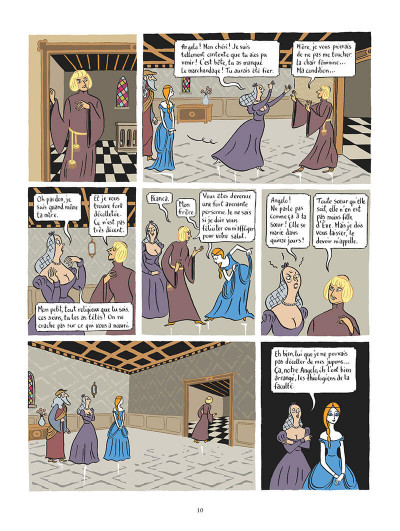 Angelo! Mon chéri! Je suis
tellement contente que tu aies pu
venir! C'est bête, tu as manqué
le marchandage! Tu aurais été fier.
Mère, je vous prierais
de ne pas me toucher...
la chair féminine...
Ma condition...
Oh pardon, je
suis quand même
ta mère.
Et je vous
trouve fort
décolletée.
Ce n'est pas
très décent.
Mon petit, tout religieux que tu sois,
ces seins, tu les as tétés! On ne
crache pas sur ce qui vous a nourri.
Bianca.
Mon
frère.
Vous êtes devenue
une fort avenante
personne. Je ne sais
si je dois vous
féliciter ou m'affliger
pour votre salut.
Angelo!
Ne parle pas
comme ça à ta
sœur! Elle se
marie dans
quinze jours!
Toute sœur qu'elle
soit, elle n'en est
pas moins fille
d'Ève. Mais je dois
vous laisser, le
devoir m'appelle.
Eh bien, lui que je ne pouvais
pas décoller de mes jupons...
Ça, notre Angelo, ils l'ont bien
arrangé, les théologiens de la
faculté.
10